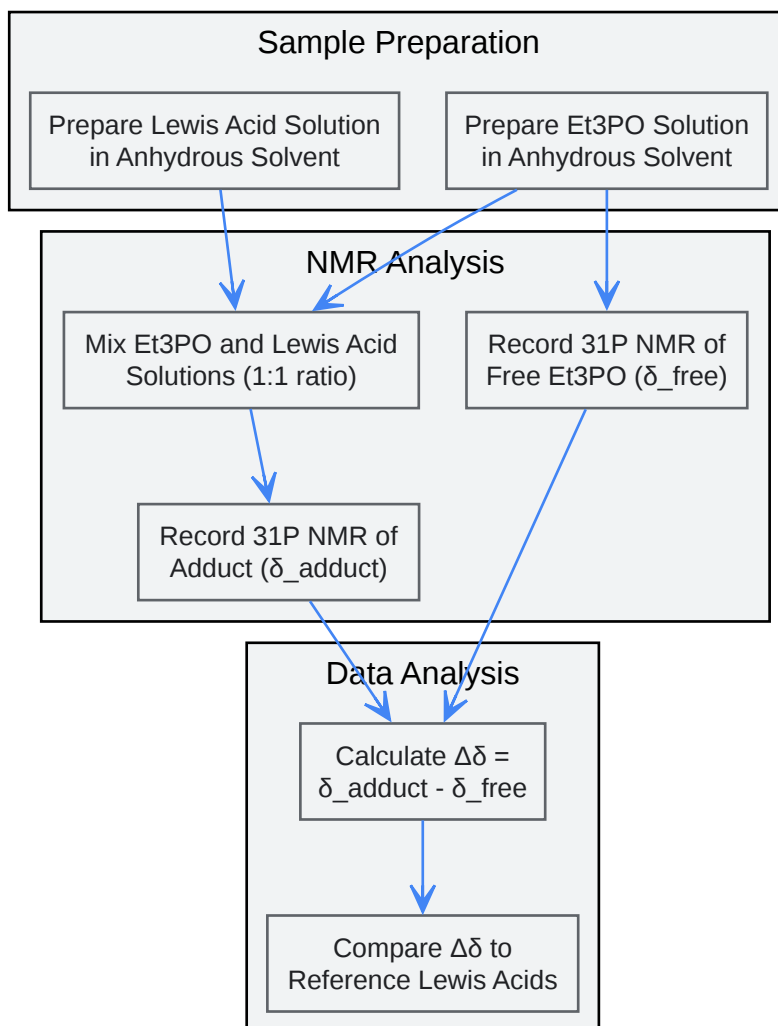 Sample Preparation
Prepare Lewis Acid Solution
in Anhydrous Solvent
Prepare Et3PO Solution
in Anhydrous Solvent
NMR Analysis
Mix Et3PO and Lewis Acid
Solutions (1:1 ratio)
Record 31P NMR of
Free Et3PO (δ_free)
Record 31P NMR of
Adduct (δ_adduct)
Data Analysis
Calculate Δδ =
δ_adduct - δ_free
Compare Δδ to
Reference Lewis Acids